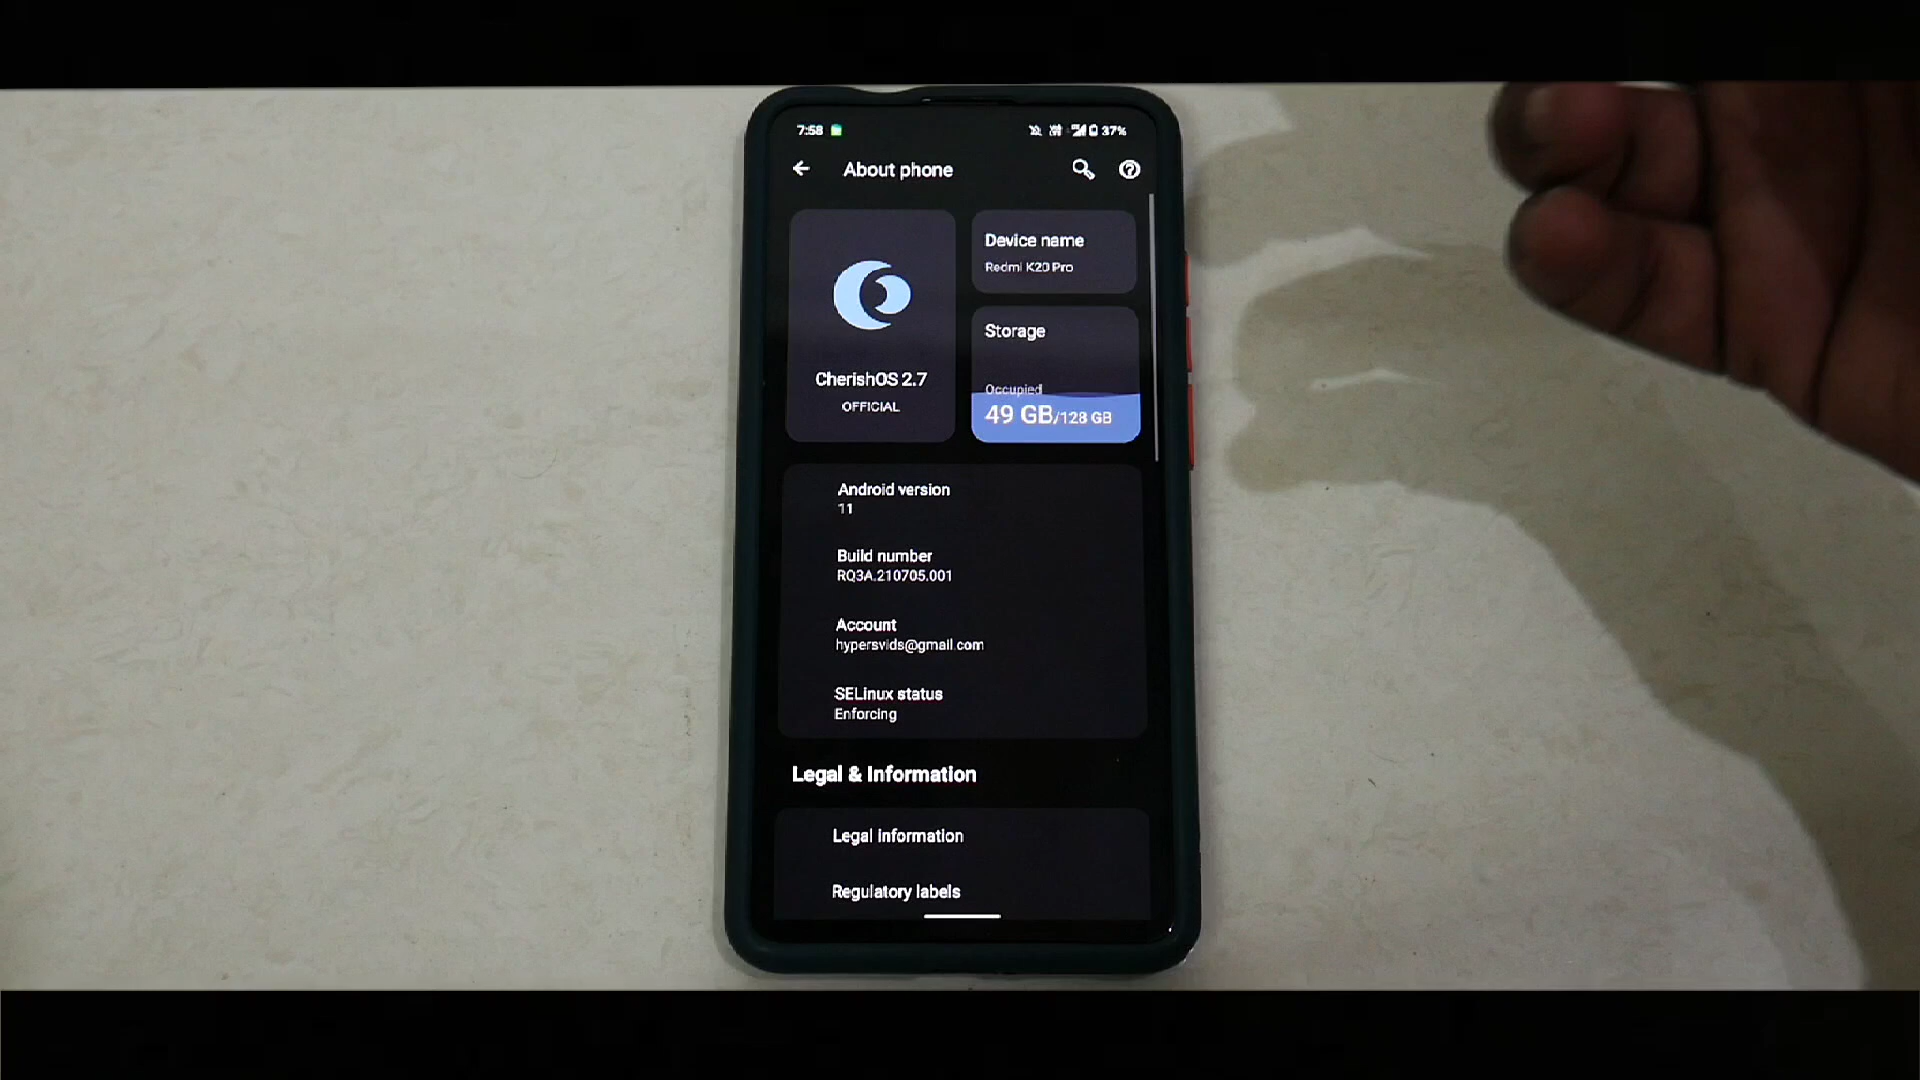 7:58
37%
About phone
Device name
Redmi K20 Pro
CherishOS 2.7
OFFICIAL
Storage
Occupied
49 GB/128 GB
Android version
11
Build number
RQ3A.210705.001
Account
hypersvids@gmail.com
SELinux status
Enforcing
Legal & Information
Legal information
Regulatory labels